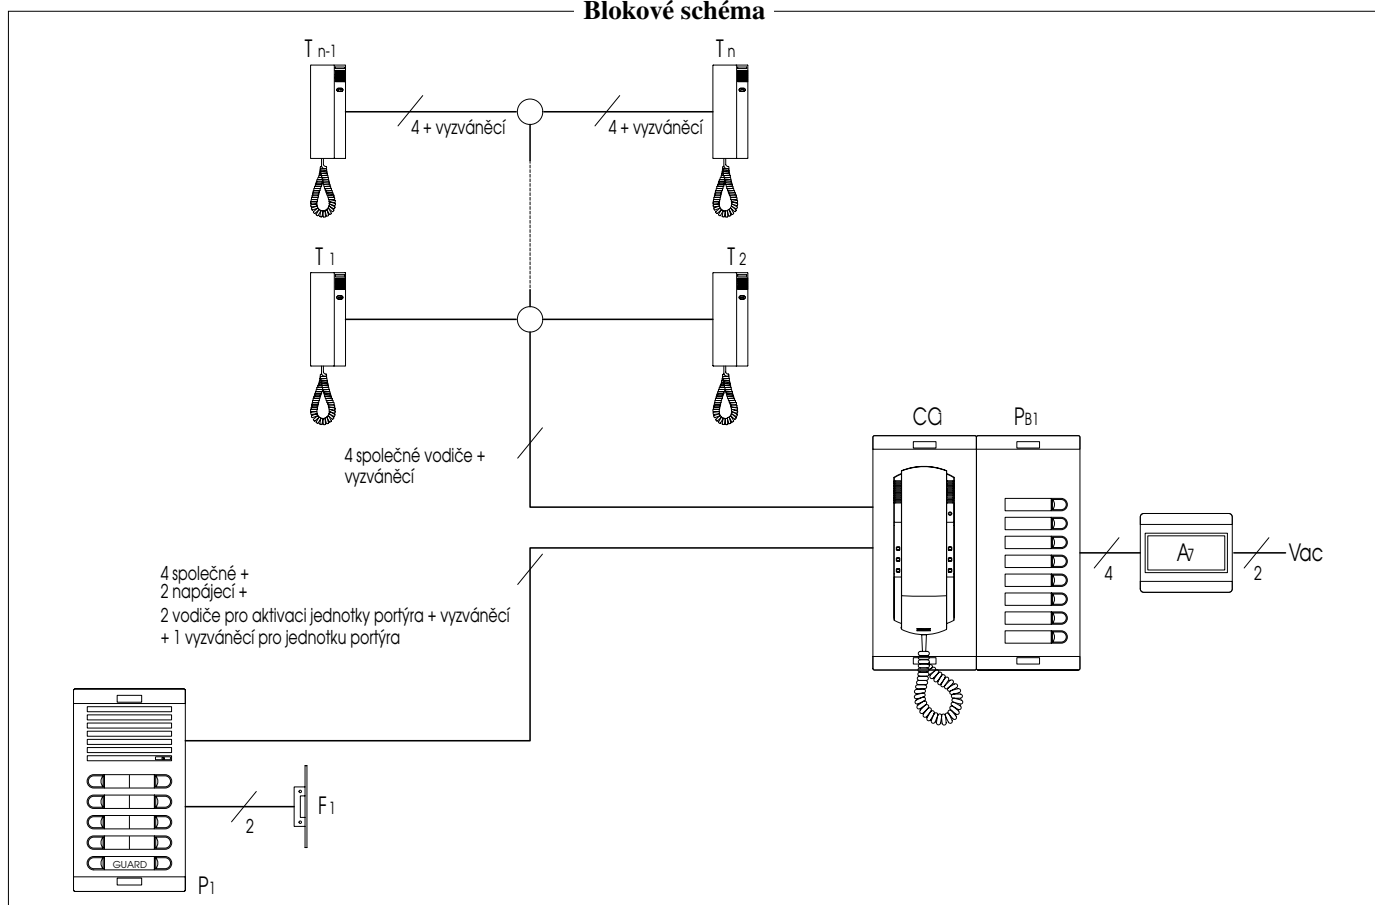 Blokové schéma
T n-1
T n
4 + vyzváněcí
4 + vyzváněcí
T 1
T 2
4 společné vodiče +
vyzváněcí
CG
PB1
A7
4
2
Vac
4 společné +
2 napájecí +
2 vodiče pro aktivaci jednotky portýra + vyzváněcí
+ 1 vyzváněcí pro jednotku portýra
2
F1
GUARD
P1